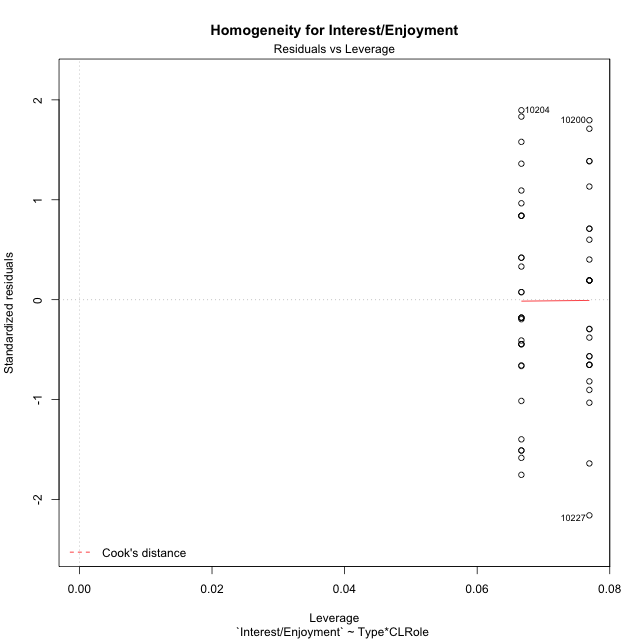 Homogeneity for Interest/Enjoyment
Residuals vs Leverage
2
1
0
-1
-2
Standardized residuals
10204
10200
10227
Cook's distance
0.00
0.02
0.04
0.06
0.08
Leverage
`Interest/Enjoyment` ~ Type*CLRole